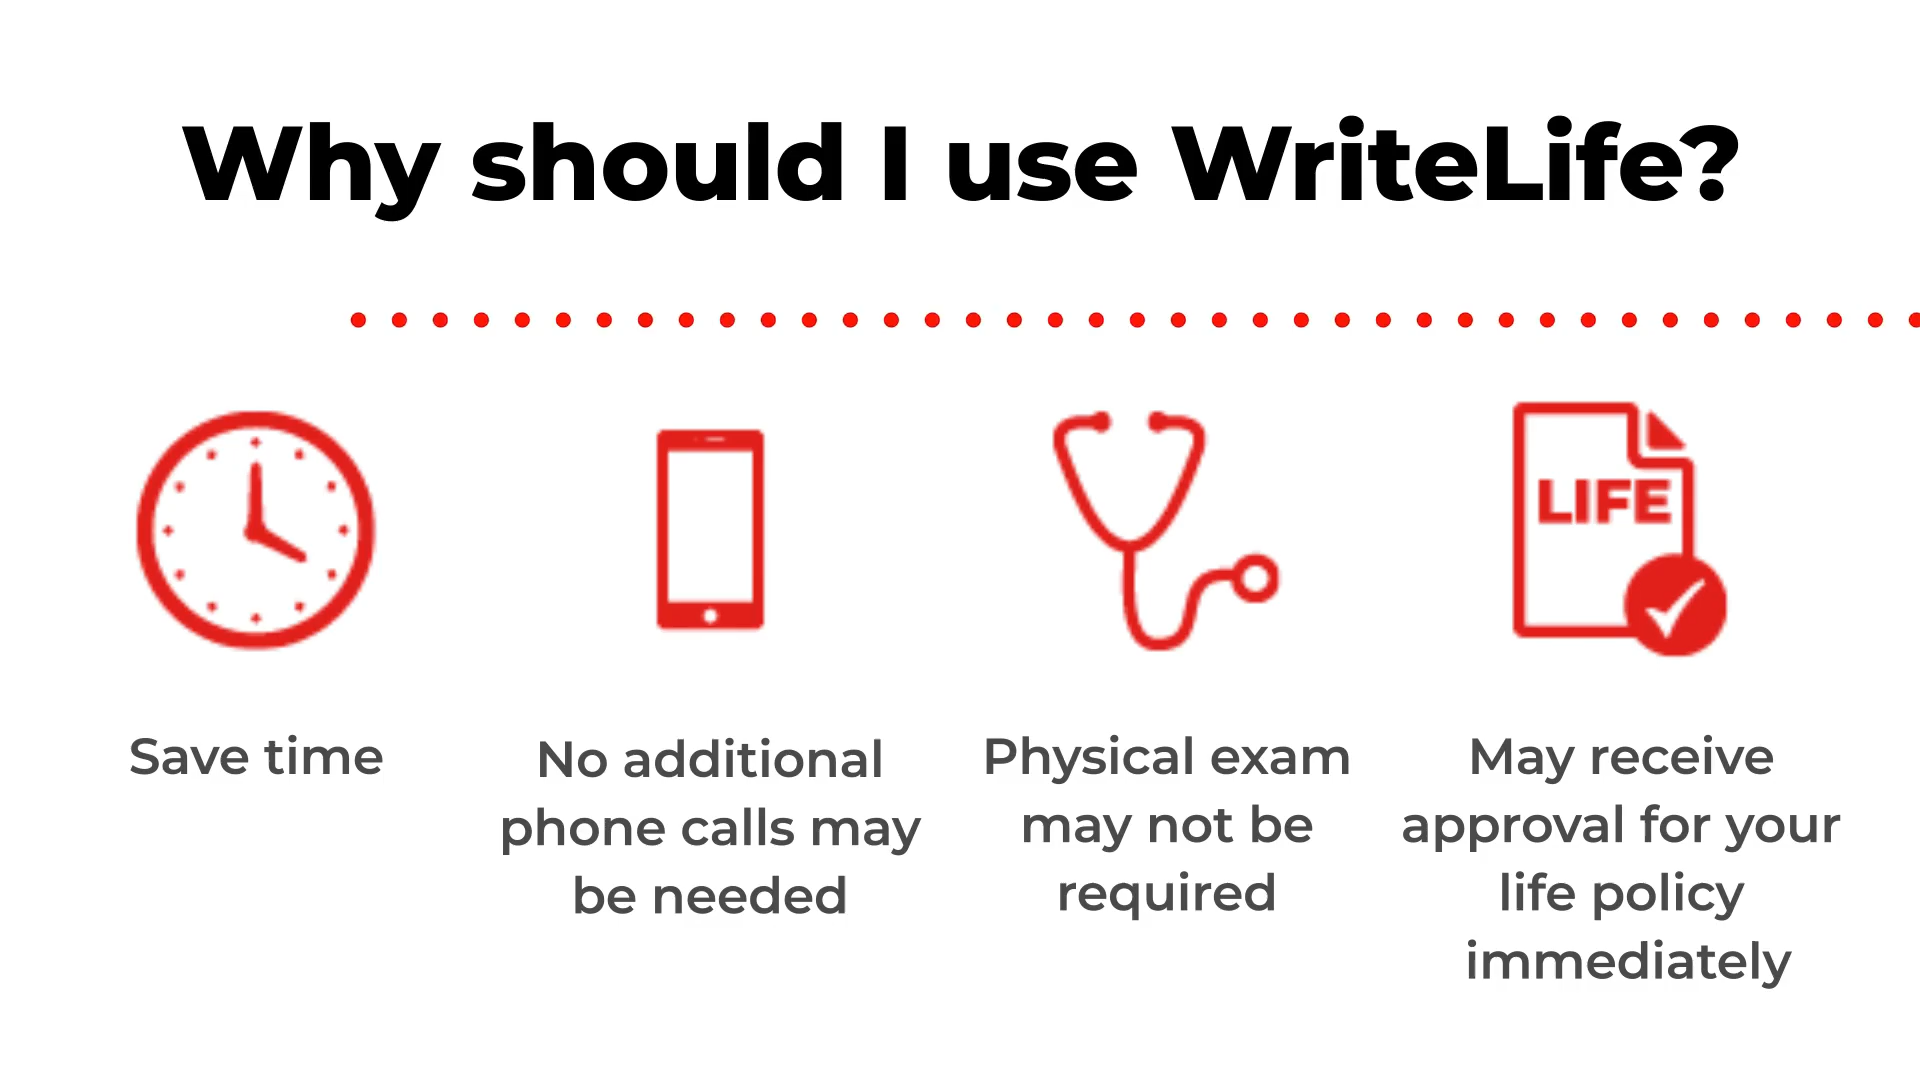 Why should I use WriteLife?
LIFE
Save time
No additional
phone calls may
be needed
Physical exam
may not be
required
May receive
approval for your
life policy
immediately